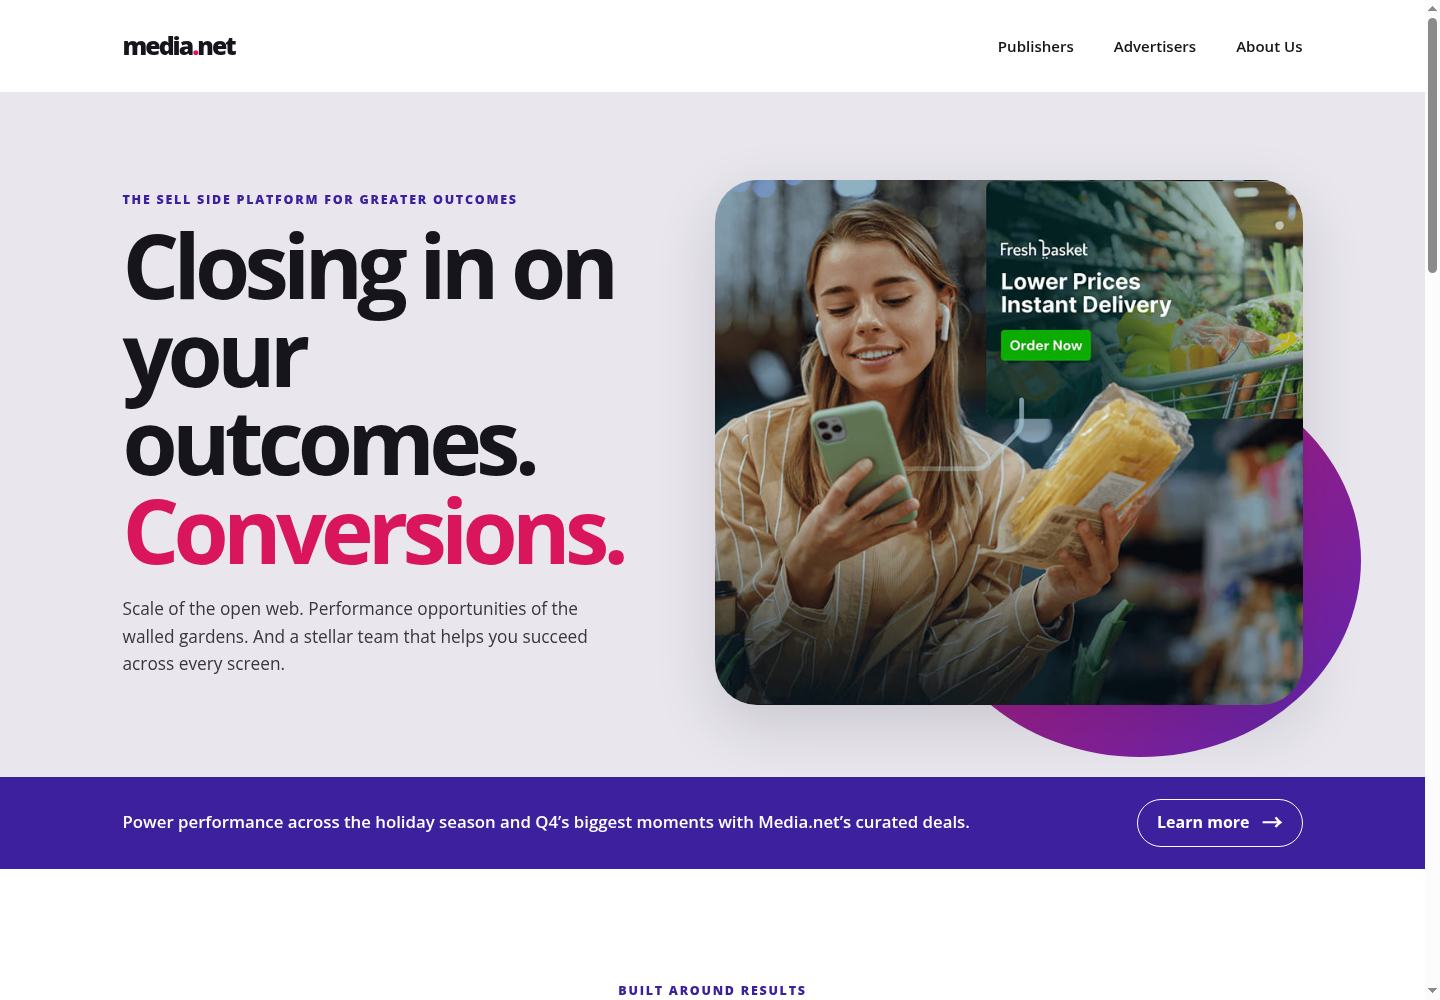 media.net
Publishers
Advertisers
About Us
THE SELL SIDE PLATFORM FOR GREATER OUTCOMES
Closing in on
your
outcomes.
Conversions.
Scale of the open web. Performance opportunities of the
walled gardens. And a stellar team that helps you succeed
across every screen.
Fresh basket
Lower Prices
Instant Delivery
Order Now
Power performance across the holiday season and Q4’s biggest moments with Media.net’s curated deals.
Learn more
BUILT AROUND RESULTS